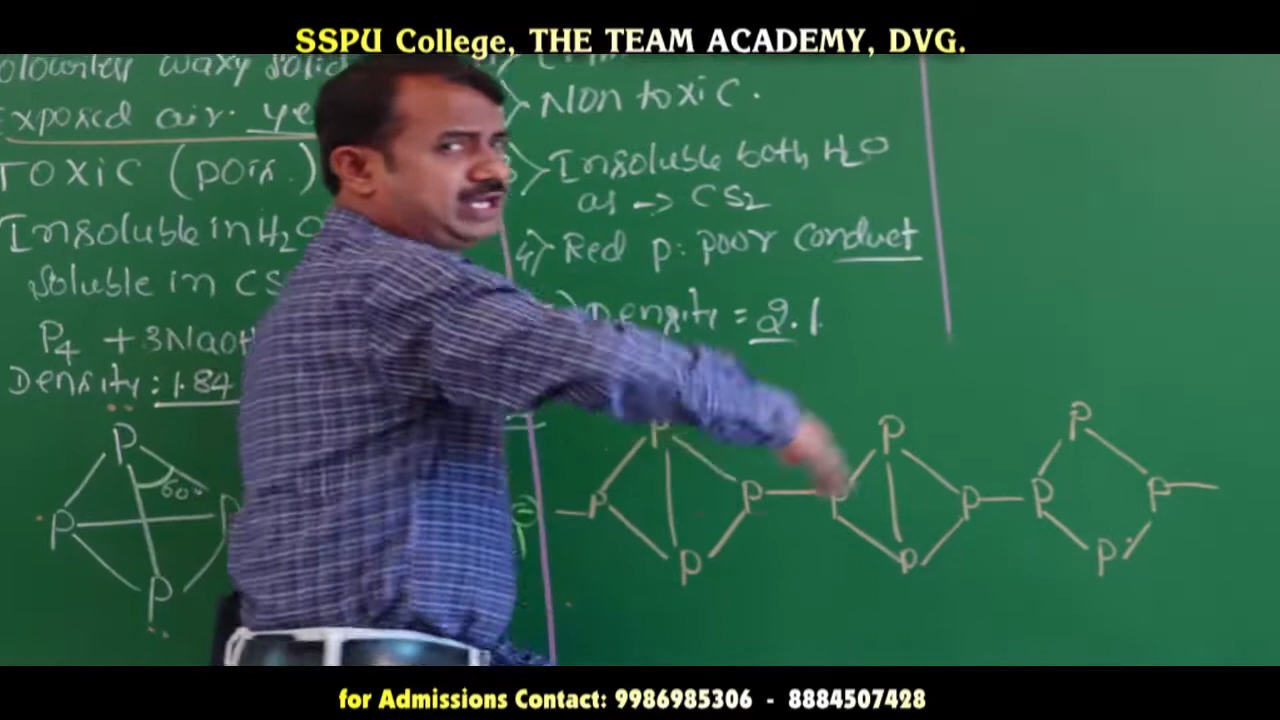 SSPU College, THE TEAM ACADEMY, DVG.
waxy solid
Exposed air.
TOXIC (pois.)
Insoluble in H2O
Soluble in CS
P4 + 3NaOH
Density: 1.84
P
60
P
P
P
Non toxic.
Insoluble both H2O
as -> CS2
4) Red p: poor conduct
Density = 2.1
P
P
P
P
P
P
P
P
P
P
P
for Admissions Contact: 9986985306 - 8884507428